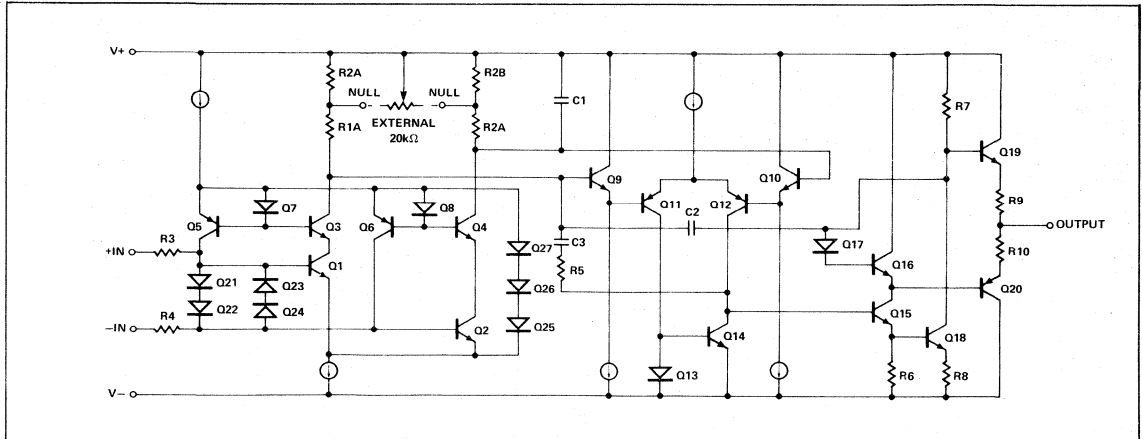 V+
R2A
R2B
NULL
NULL
C1
R7
EXTERNAL
20kΩ
R1A
R2A
Q19
Q9
Q10
Q11
Q12
Q7
Q8
C2
R9
Q5
Q3
Q6
Q4
Q17
OUTPUT
R3
+IN
Q27
C3
Q16
R10
Q1
Q21
Q23
Q26
R5
Q20
Q22
Q24
Q15
R4
-IN
Q2
Q25
Q14
Q18
Q13
R6
R8
V-